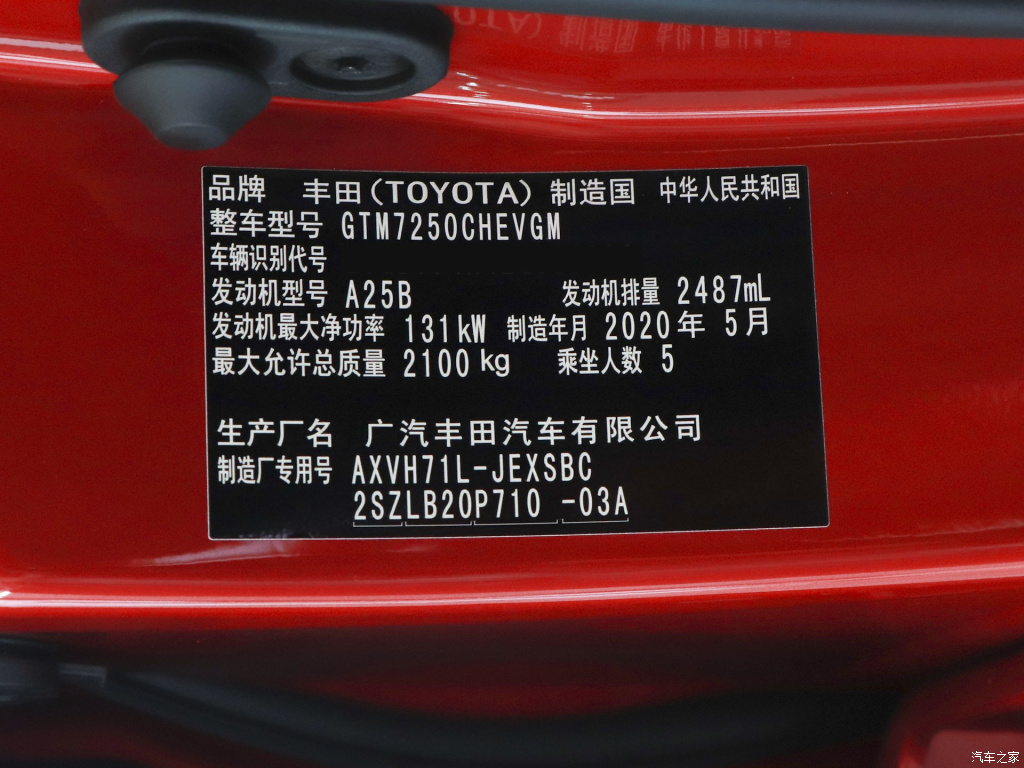 品牌 丰田(TOYOTA) 制造国 中华人民共和国
整车型号 GTM7250CHEVGM
车辆识别代号
发动机型号 A25B 发动机排量 2487mL
发动机最大净功率 131kW 制造年月 2020年 5月
最大允许总质量 2100kg 乘坐人数 5
生产厂名 广汽丰田汽车有限公司
制造厂专用号 AXVH71L-JEXSBC
2SZLB20P710 -03A
汽车之家